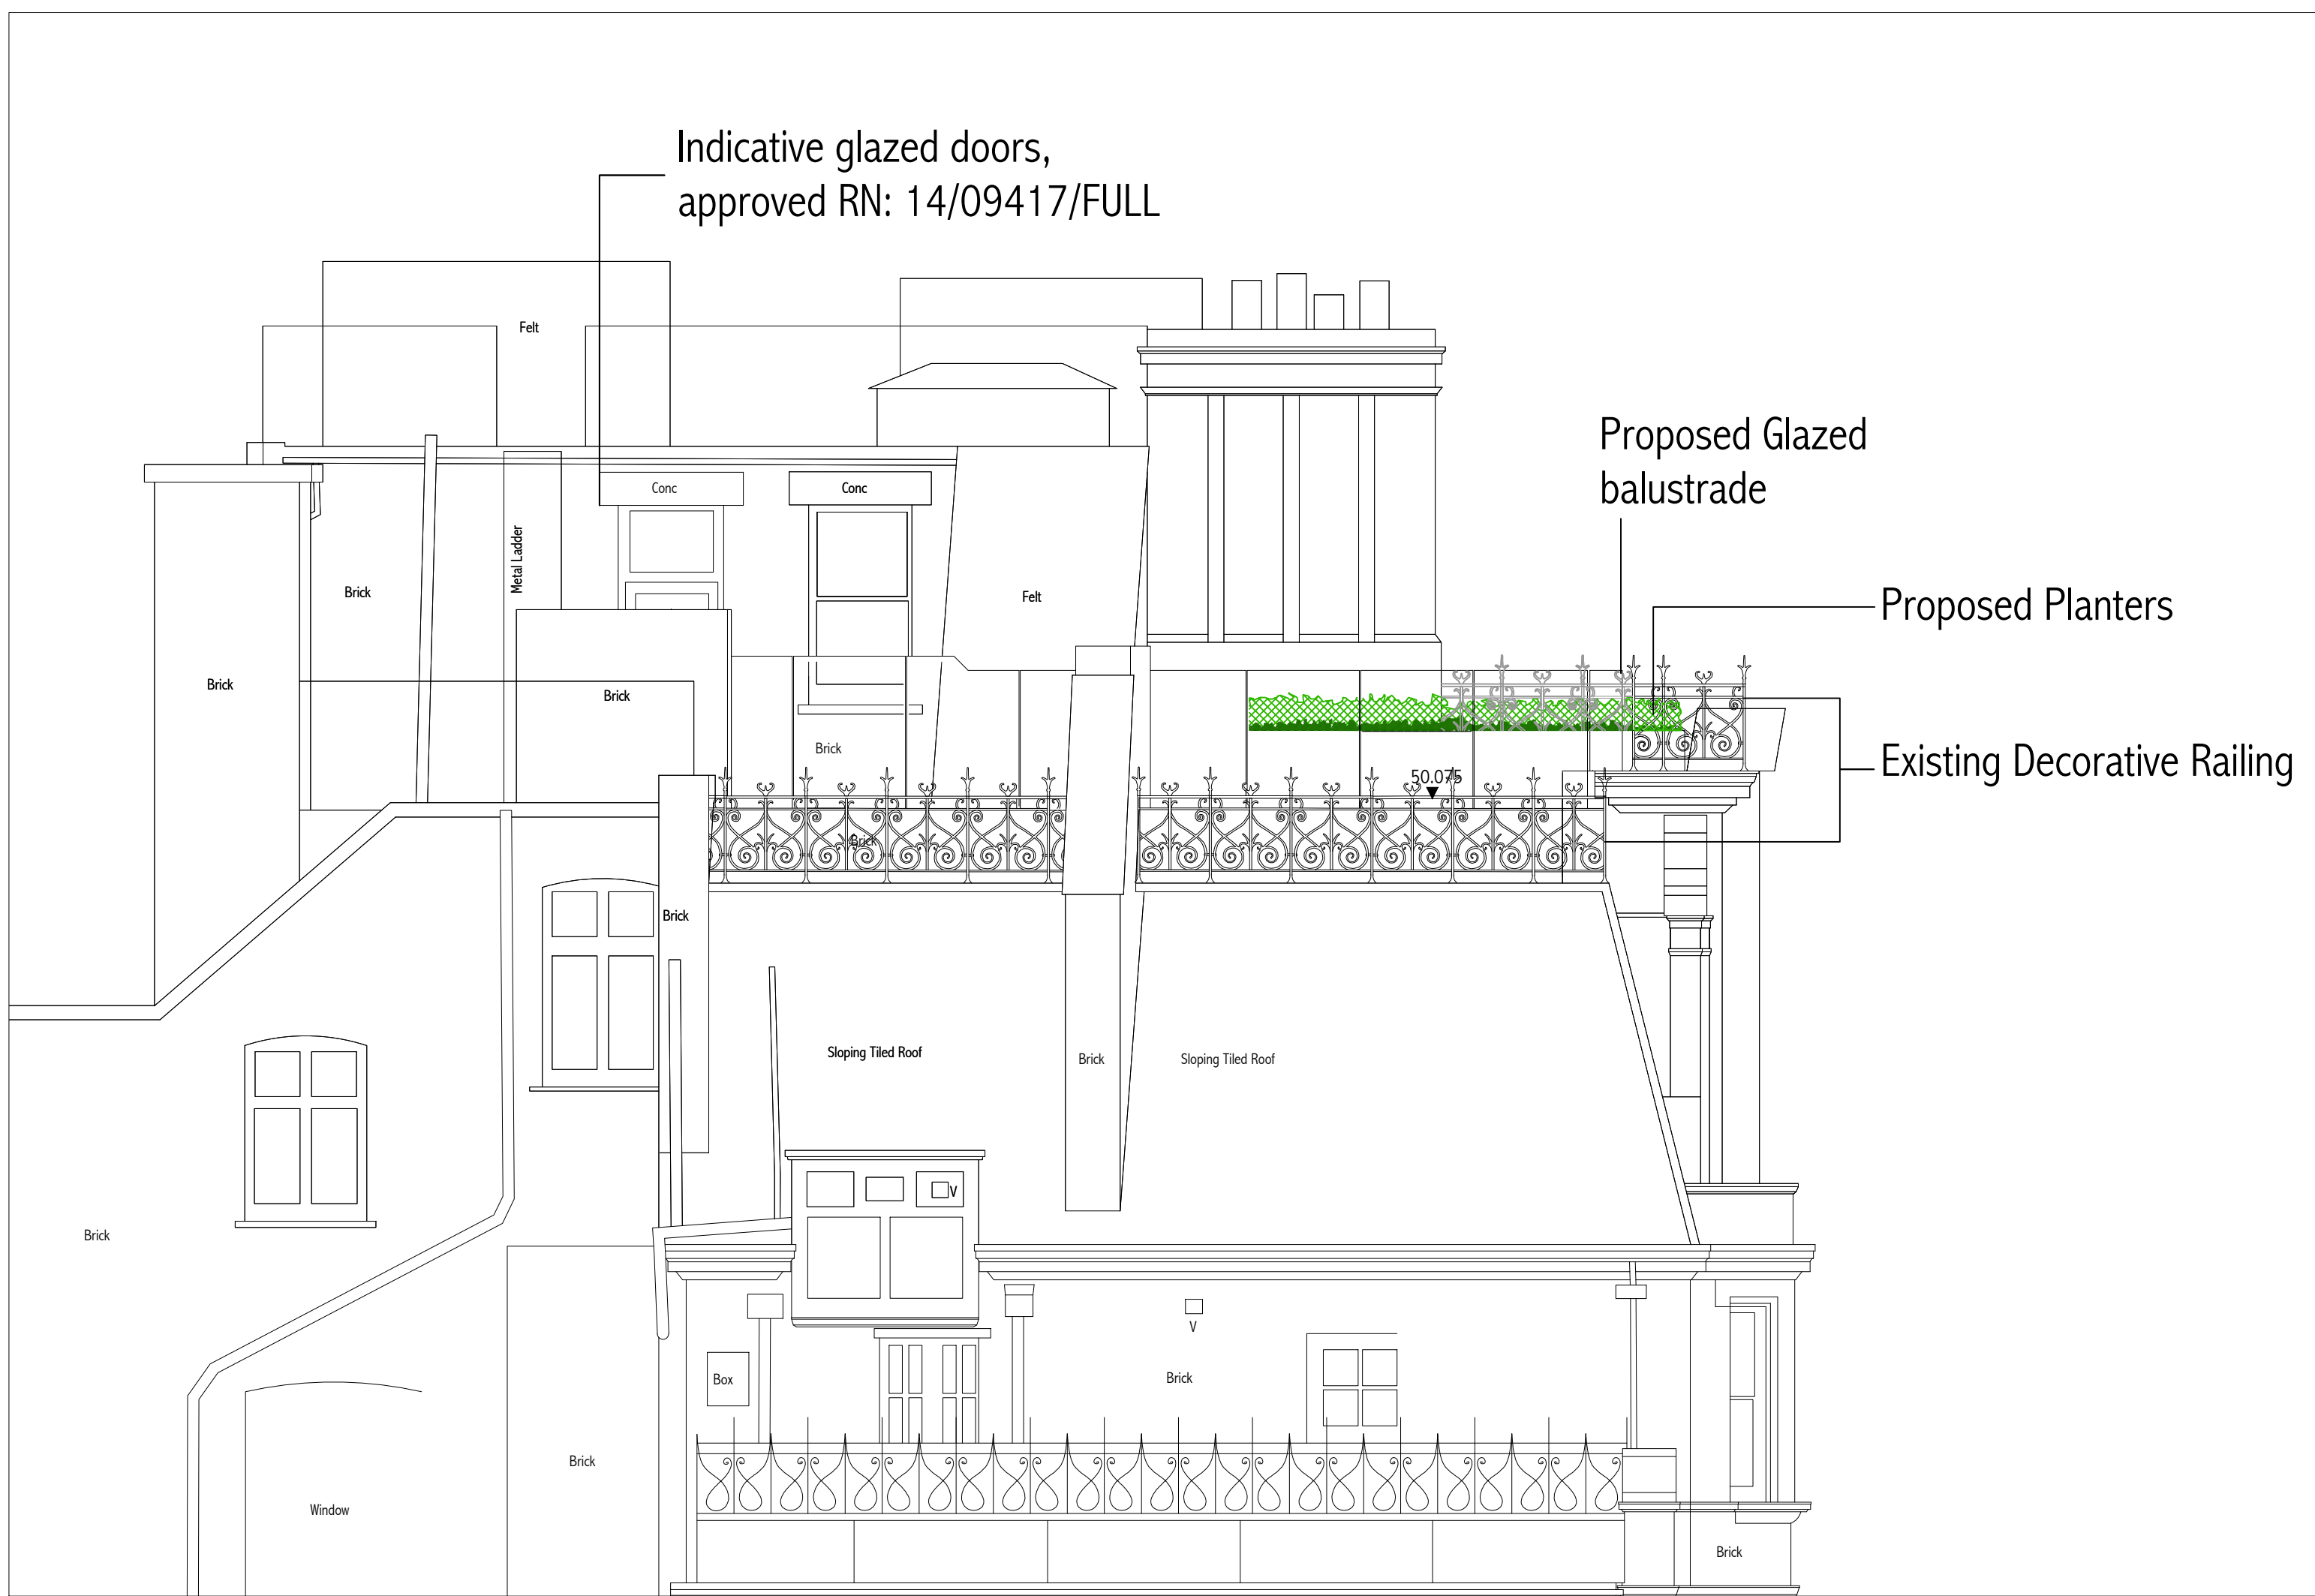 Indicative glazed doors,
approved RN: 14/09417/FULL
Felt
Proposed Glazed
balustrade
Conc
Conc
Metal Ladder
Brick
Felt
Proposed Planters
Brick
Brick
Brick
Existing Decorative Railing
50.075
Brick
Brick
Sloping Tiled Roof
Brick
Sloping Tiled Roof
V
Brick
V
Box
Brick
Brick
Window
Brick